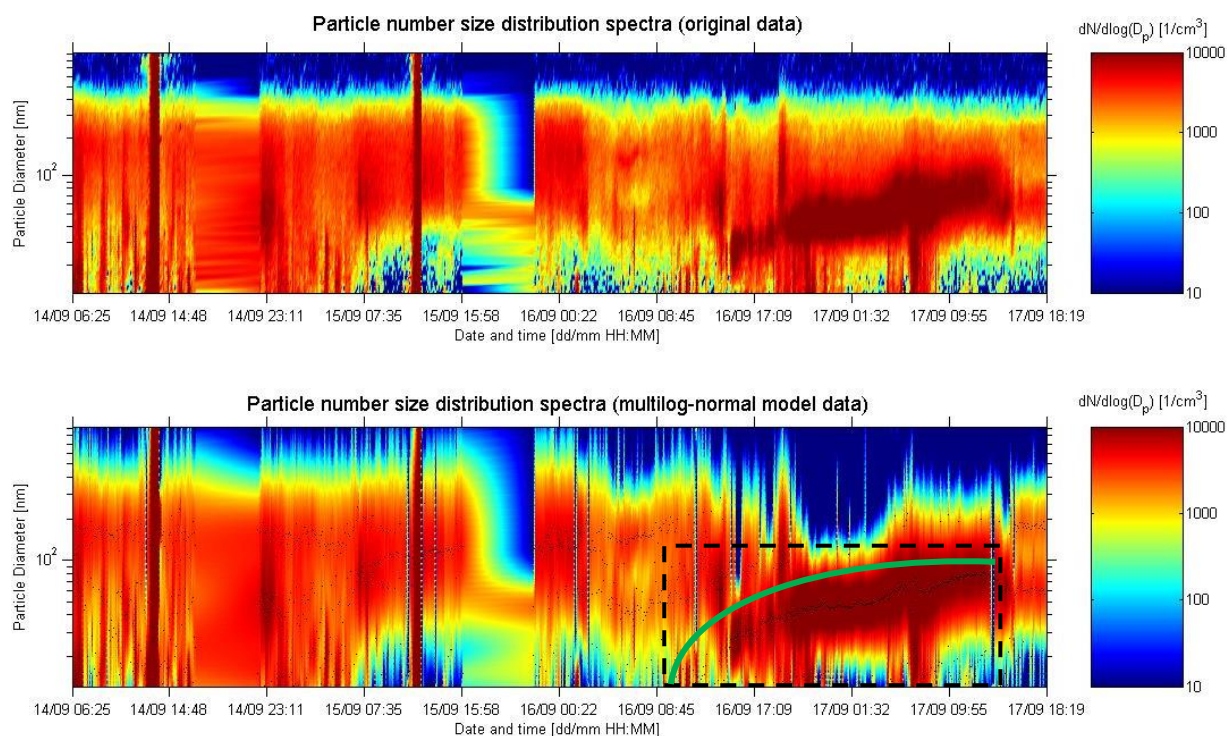 Particle number size distribution spectra (original data)
dN/dlog(Dp) [1/cm3]
Particle Diameter [nm]
10²
10000
1000
100
10
14/09 06:25 14/09 14:48 14/09 23:11 15/09 07:35 15/09 15:58 16/09 00:22 16/09 08:45 16/09 17:09 17/09 01:32 17/09 09:55 17/09 18:19
Date and time [dd/mm HH:MM]
Particle number size distribution spectra (multilog-normal model data)
dN/dlog(Dp) [1/cm3]
Particle Diameter [nm]
10²
10000
1000
100
10
14/09 06:25 14/09 14:48 14/09 23:11 15/09 07:35 15/09 15:58 16/09 00:22 16/09 08:45 16/09 17:09 17/09 01:32 17/09 09:55 17/09 18:19
Date and time [dd/mm HH:MM]